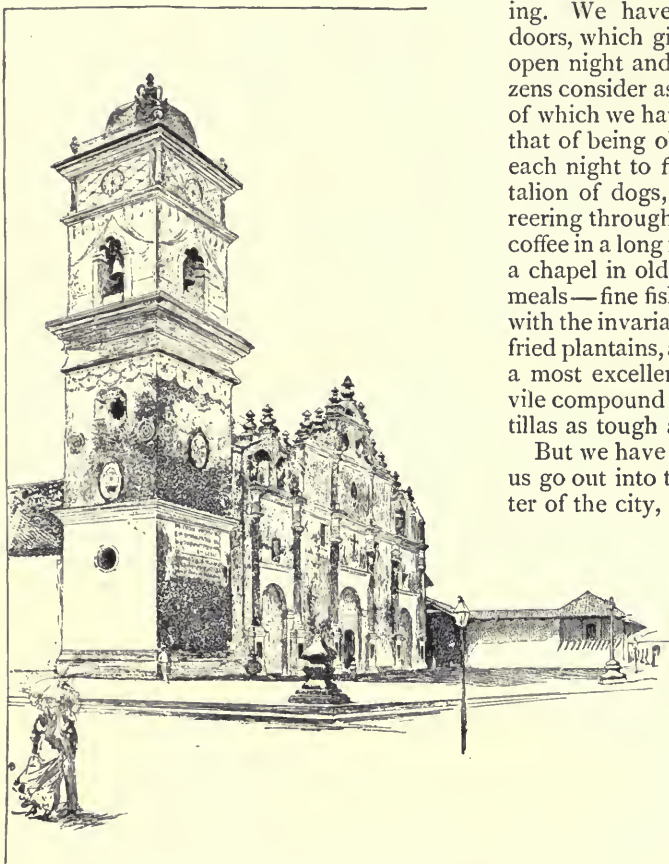 ing. We have
doors, which gi
open night and
zens consider as
of which we hav
that of being o
each night to f
talion of dogs,
reering through
coffee in a long
a chapel in old
meals—fine fis
with the invaria
fried plantains,
a most excellen
vile compound
tillas as tough a
But we have
us go out into t
ter of the city,